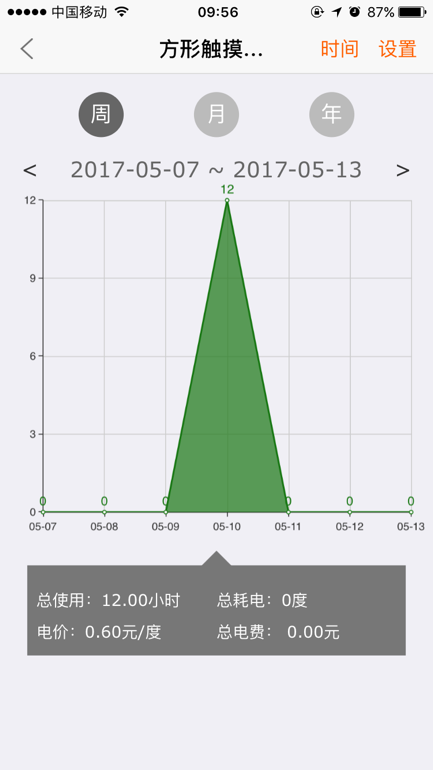 中国移动 09:56 87%
方形触摸... 时间 设置
周 月 年
< 2017-05-07 ~ 2017-05-13 >
12
12
9
6
3
0 0 0 0 0 0
0
05-07 05-08 05-09 05-10 05-11 05-12 05-13
总使用：12.00小时 总耗电：0度
电价：0.60元/度 总电费： 0.00元